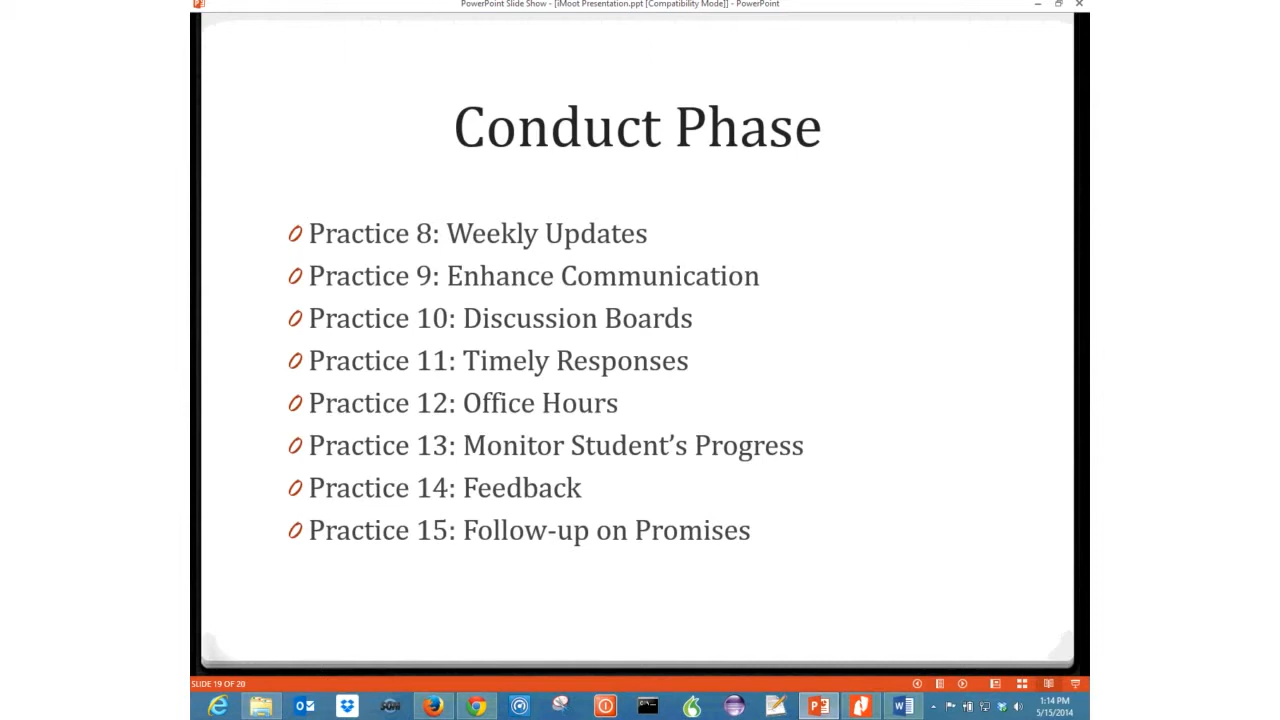 PowerPoint Slide Show - [iMoot Presentation.ppt [Compatibility Mode]] - PowerPoint
Conduct Phase
Practice 8: Weekly Updates
Practice 9: Enhance Communication
Practice 10: Discussion Boards
Practice 11: Timely Responses
Practice 12: Office Hours
Practice 13: Monitor Student’s Progress
Practice 14: Feedback
Practice 15: Follow-up on Promises
SLIDE 19 OF 20
1:14 PM
5/15/2014